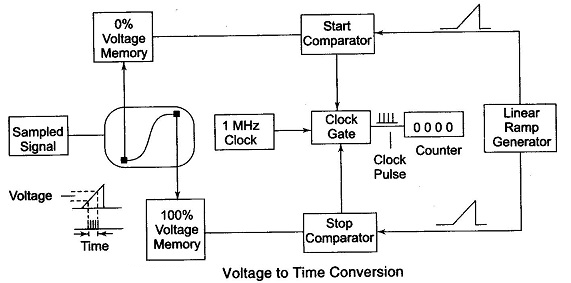 0%
Voltage
Memory
Start
Comparator
Sampled
Signal
1 MHz
Clock
Clock
Gate
0000
Counter
Clock
Pulse
Linear
Ramp
Generator
Voltage
Time
100%
Voltage
Memory
Stop
Comparator
Voltage to Time Conversion